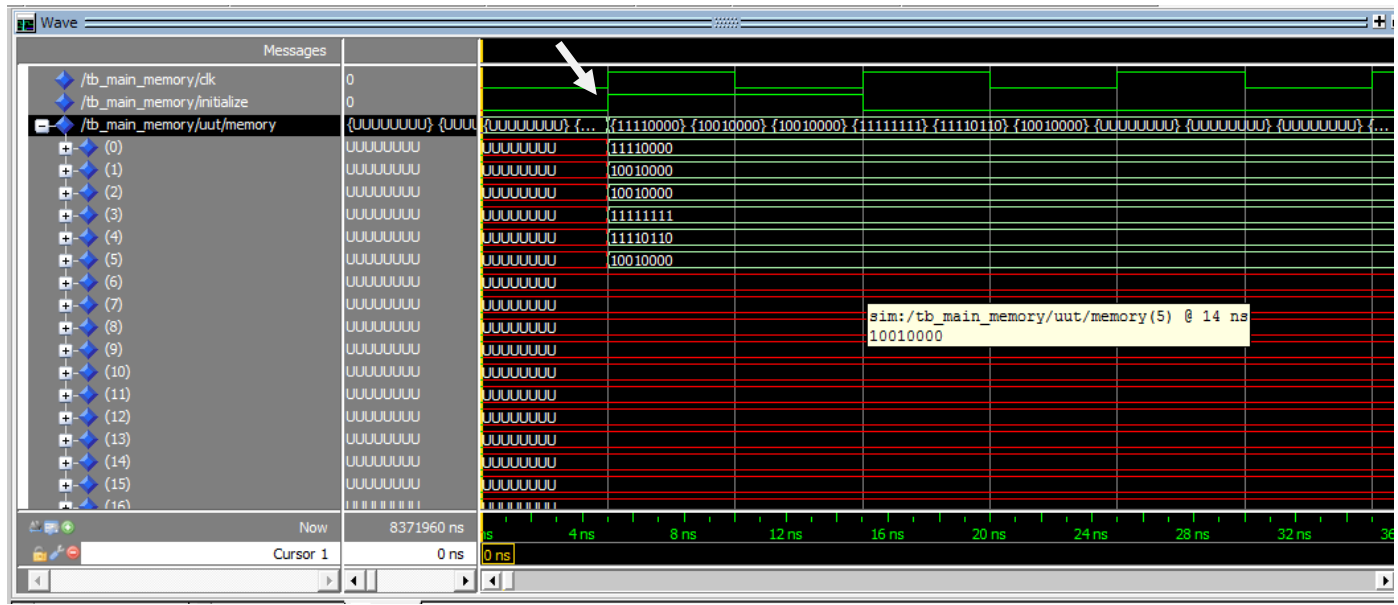 Wave
Messages
/tb_main_memory/clk 0
/tb_main_memory/initialize 0
/tb_main_memory/uut/memory {UUUUUUUU} {UUU {UUUUUUUU} {... {11110000} {10010000} {10010000} {11111111} {11110110} {10010000} {UUUUUUUU} {UUUUUUUU} {UUUUUUUU} {...
(0) UUUUUUUU UUUUUUUU 11110000
(1) UUUUUUUU UUUUUUUU 10010000
(2) UUUUUUUU UUUUUUUU 10010000
(3) UUUUUUUU UUUUUUUU 11111111
(4) UUUUUUUU UUUUUUUU 11110110
(5) UUUUUUUU UUUUUUUU 10010000
(6) UUUUUUUU UUUUUUUU
(7) UUUUUUUU UUUUUUUU
sim:/tb_main_memory/uut/memory(5) @ 14 ns
(8) UUUUUUUU UUUUUUUU
10010000
(9) UUUUUUUU UUUUUUUU
(10) UUUUUUUU UUUUUUUU
(11) UUUUUUUU UUUUUUUU
(12) UUUUUUUU UUUUUUUU
(13) UUUUUUUU UUUUUUUU
(14) UUUUUUUU UUUUUUUU
(15) UUUUUUUU UUUUUUUU
(16)
Now 8371960 ns ns 4 ns 8 ns 12 ns 16 ns 20 ns 24 ns 28 ns 32 ns 36
Cursor 1 0 ns 0 ns